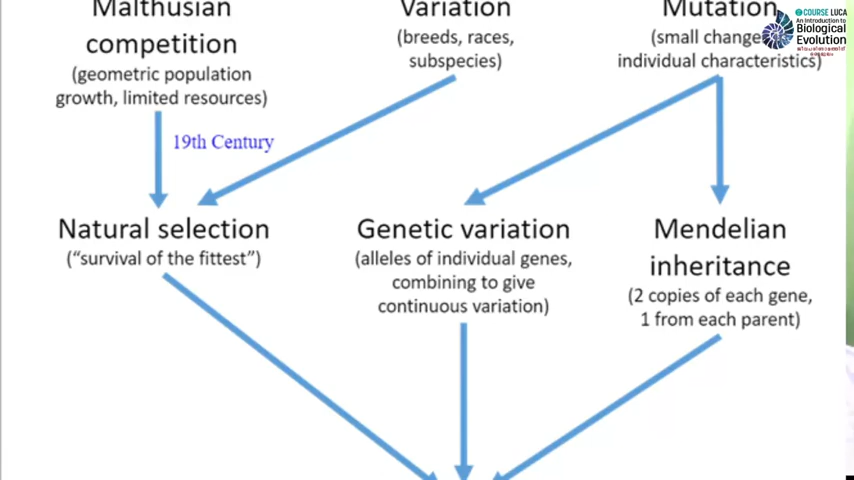 Malthusian
competition
(geometric population
growth, limited resources)
Variation
(breeds, races,
subspecies)
Mutation
(small change
individual characteristics)
COURSE LUCA
An Introduction to
Biological
Evolution
19th Century
Natural selection
(“survival of the fittest”)
Genetic variation
(alleles of individual genes,
combining to give
continuous variation)
Mendelian
inheritance
(2 copies of each gene,
1 from each parent)